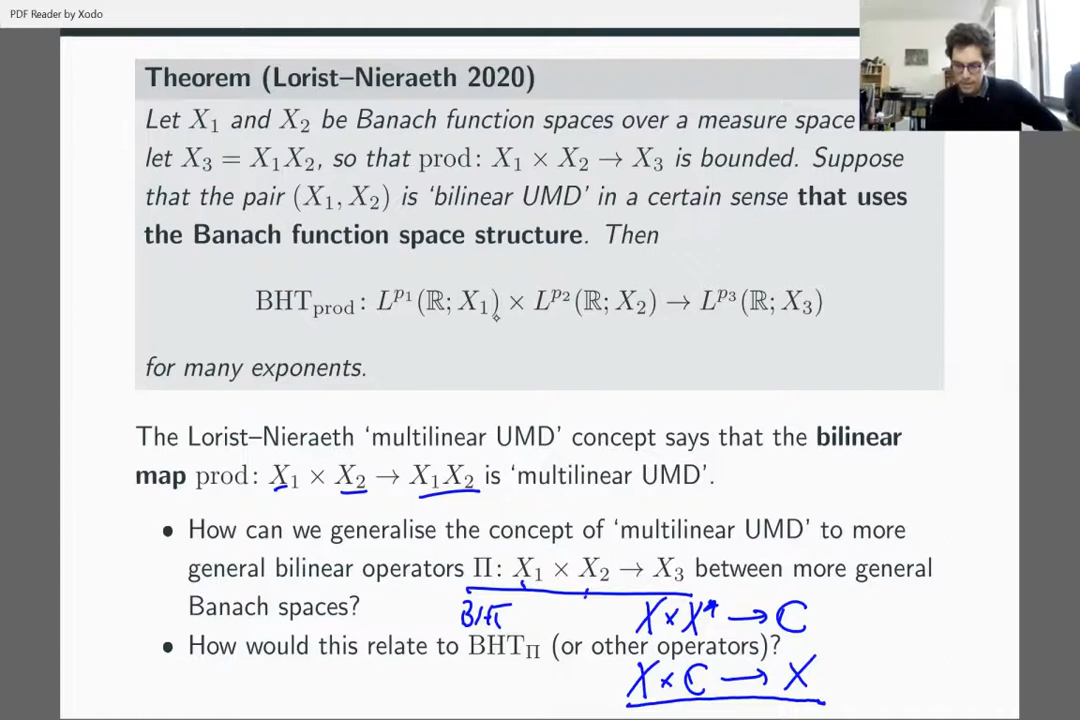 PDF Reader by Xodo
Theorem (Lorist–Nieraeth 2020)
Let X₁ and X₂ be Banach function spaces over a measure space
let X₃ = X₁X₂, so that prod: X₁ × X₂ → X₃ is bounded. Suppose
that the pair (X₁, X₂) is ‘bilinear UMD’ in a certain sense that uses
the Banach function space structure. Then
BHT_prod : L^{p₁}(ℝ; X₁) × L^{p₂}(ℝ; X₂) → L^{p₃}(ℝ; X₃)
for many exponents.
The Lorist–Nieraeth ‘multilinear UMD’ concept says that the bilinear
map prod: X₁ × X₂ → X₁X₂ is ‘multilinear UMD’.
• How can we generalise the concept of ‘multilinear UMD’ to more
general bilinear operators Π: X₁ × X₂ → X₃ between more general
Banach spaces?
BHT X × X* → ℂ
• How would this relate to BHT_Π (or other operators)?
X × ℂ → X